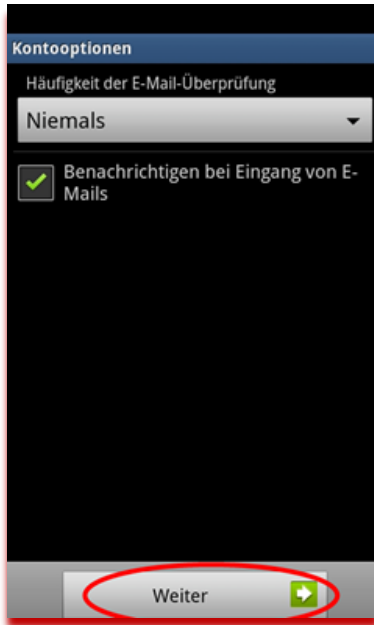 Kontooptionen
Häufigkeit der E-Mail-Überprüfung
Niemals
Benachrichtigen bei Eingang von E-
Mails
Weiter